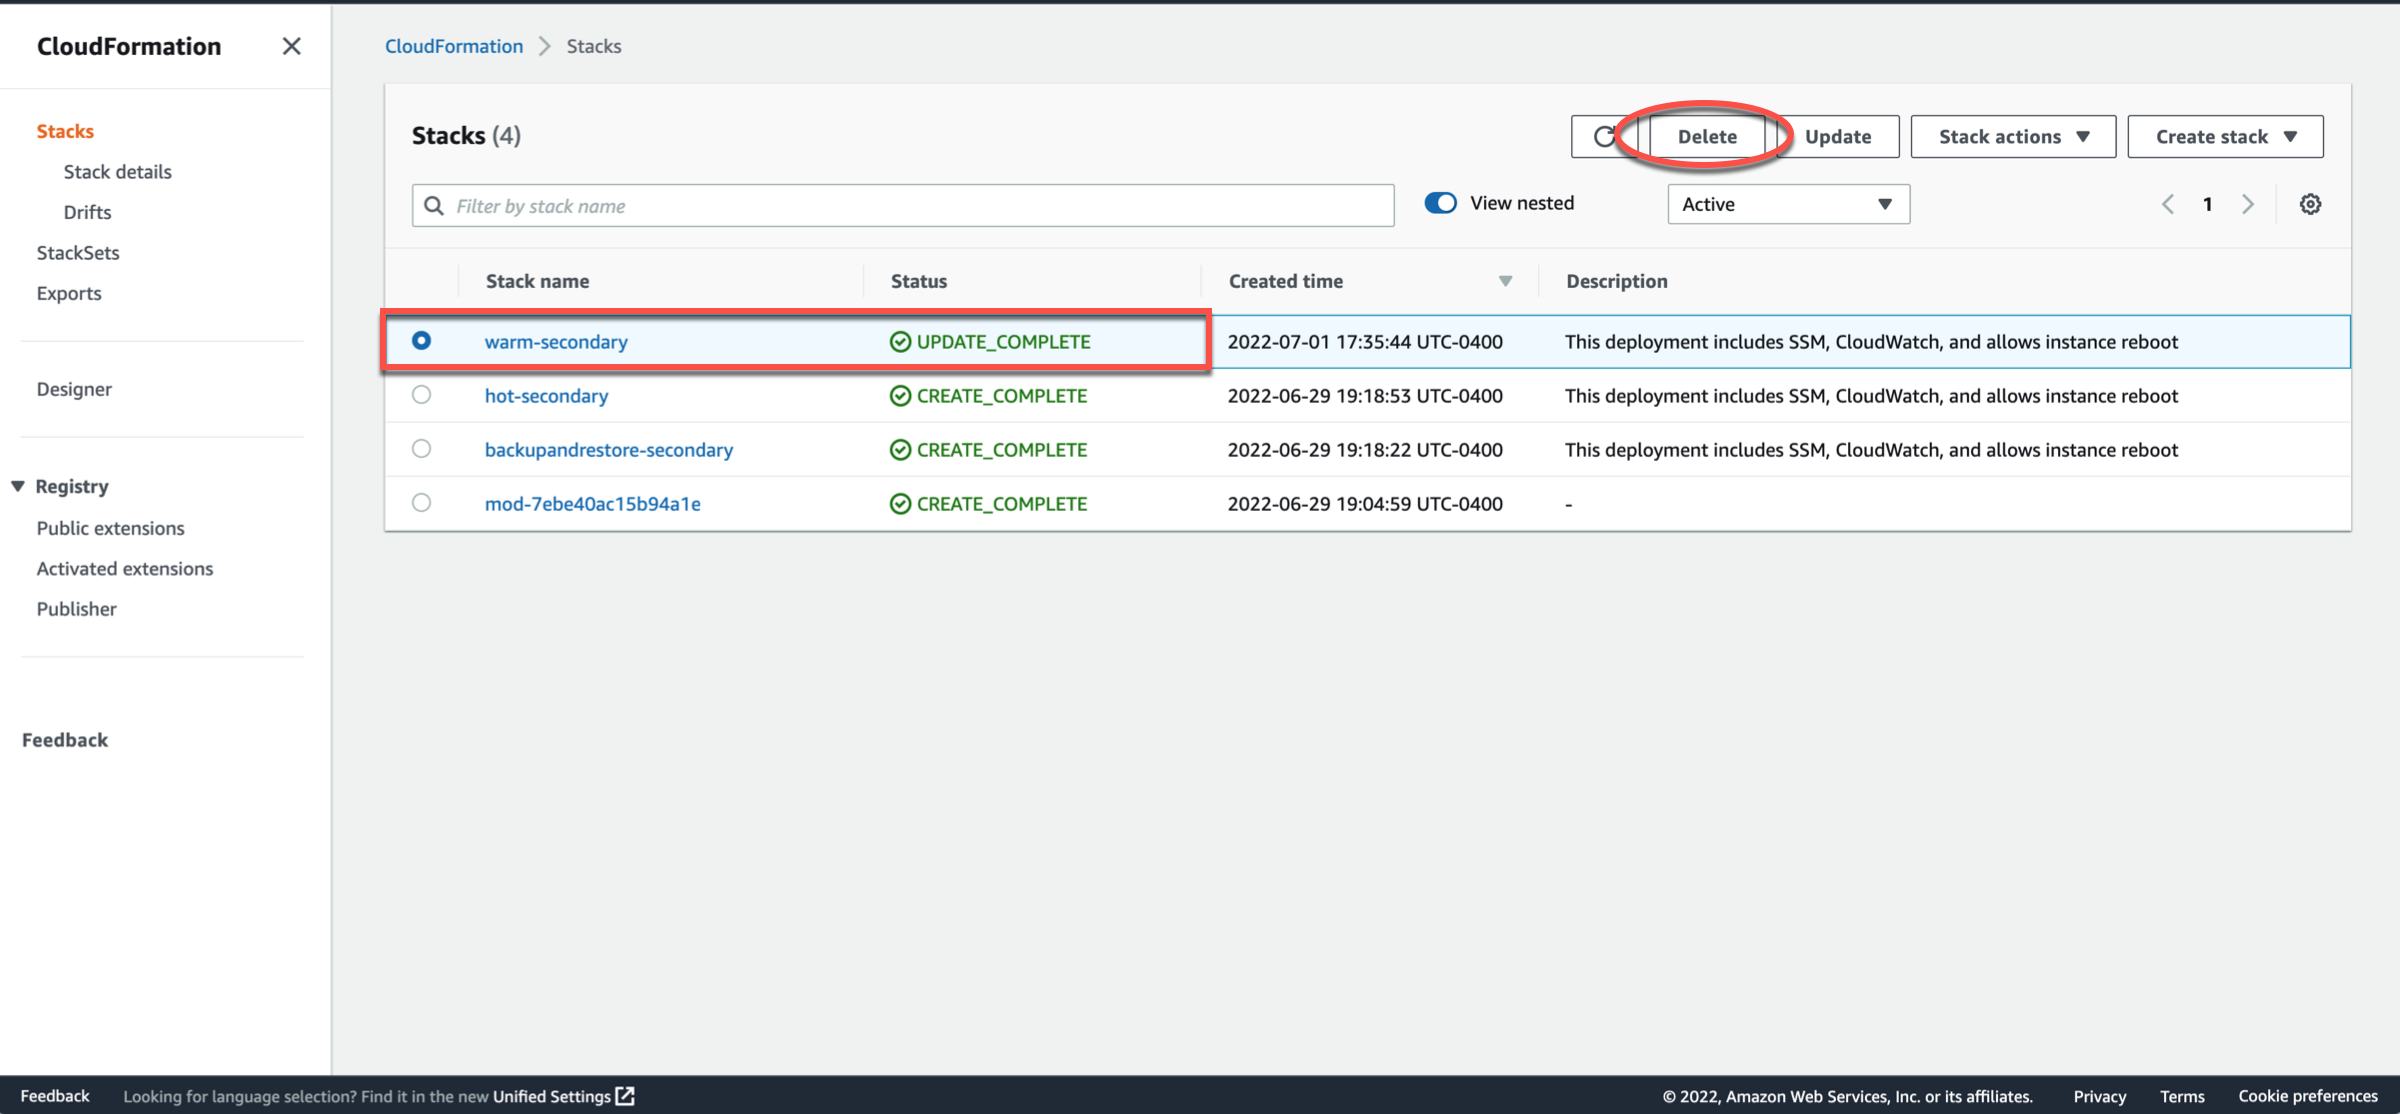 CloudFormation
Stacks
Stack details
Drifts
StackSets
Exports
Designer
Registry
Public extensions
Activated extensions
Publisher
Feedback
CloudFormation Stacks
Stacks (4)
Delete Update Stack actions Create stack
Filter by stack name View nested Active 1
Stack name Status Created time Description
warm-secondary UPDATE_COMPLETE 2022-07-01 17:35:44 UTC-0400 This deployment includes SSM, CloudWatch, and allows instance reboot
hot-secondary CREATE_COMPLETE 2022-06-29 19:18:53 UTC-0400 This deployment includes SSM, CloudWatch, and allows instance reboot
backupandrestore-secondary CREATE_COMPLETE 2022-06-29 19:18:22 UTC-0400 This deployment includes SSM, CloudWatch, and allows instance reboot
mod-7ebe40ac15b94a1e CREATE_COMPLETE 2022-06-29 19:04:59 UTC-0400 -
Feedback Looking for language selection? Find it in the new Unified Settings © 2022, Amazon Web Services, Inc. or its affiliates. Privacy Terms Cookie preferences